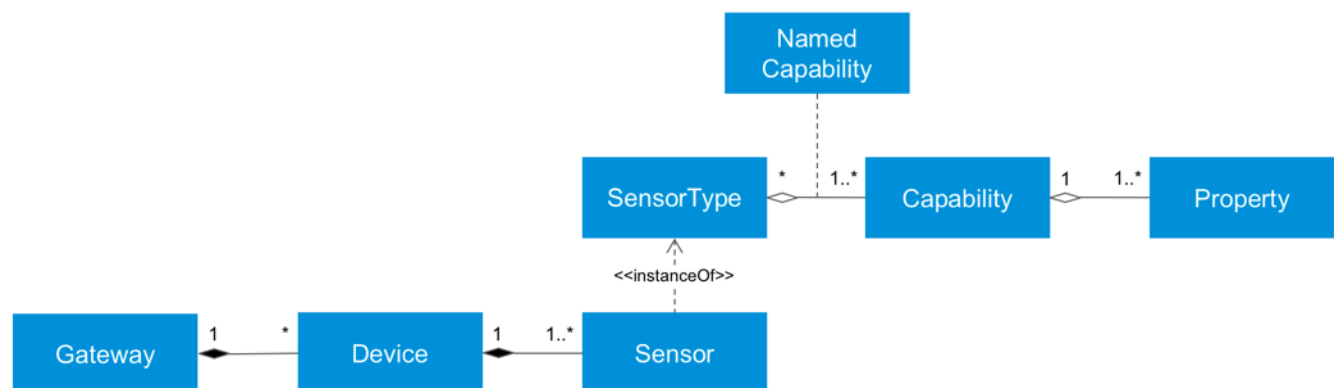 Named
Capability
SensorType
*
1..*
Capability
1
1..*
Property
<<instanceOf>>
Gateway
1
*
Device
1
1..*
Sensor